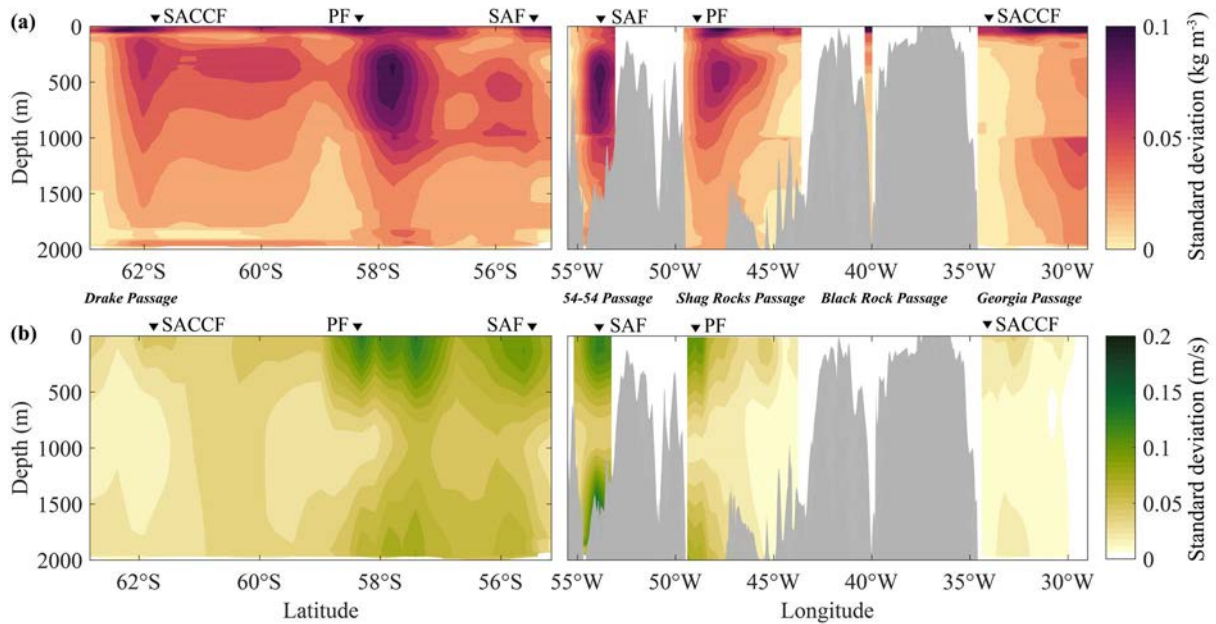 (a)
▼ SACCF PF ▼ SAF ▼ ▼ SAF ▼ PF SACCF ▼
0
500
1000
1500
2000
Depth (m)
62°S 60°S 58°S 56°S 55°W 50°W 45°W 40°W 35°W 30°W
0.1
0.05
0
Standard deviation (kg m⁻³)
Drake Passage 54-54 Passage Shag Rocks Passage Black Rock Passage Georgia Passage
(b)
▼ SACCF PF ▼ SAF ▼ ▼ SAF ▼ PF ▼ SACCF
0
500
1000
1500
2000
Depth (m)
62°S 60°S 58°S 56°S 55°W 50°W 45°W 40°W 35°W 30°W
Latitude Longitude
0.2
0.15
0.1
0.05
0
Standard deviation (m/s)